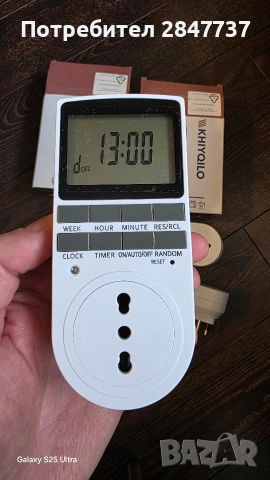 Потребител 2847737
KHIYQILO
13:00
d OFF
WEEK HOUR MINUTE RES/RCL
CLOCK TIMER ON/AUTO/OFF RANDOM
RESET
Galaxy S25 Ultra
BAZAR